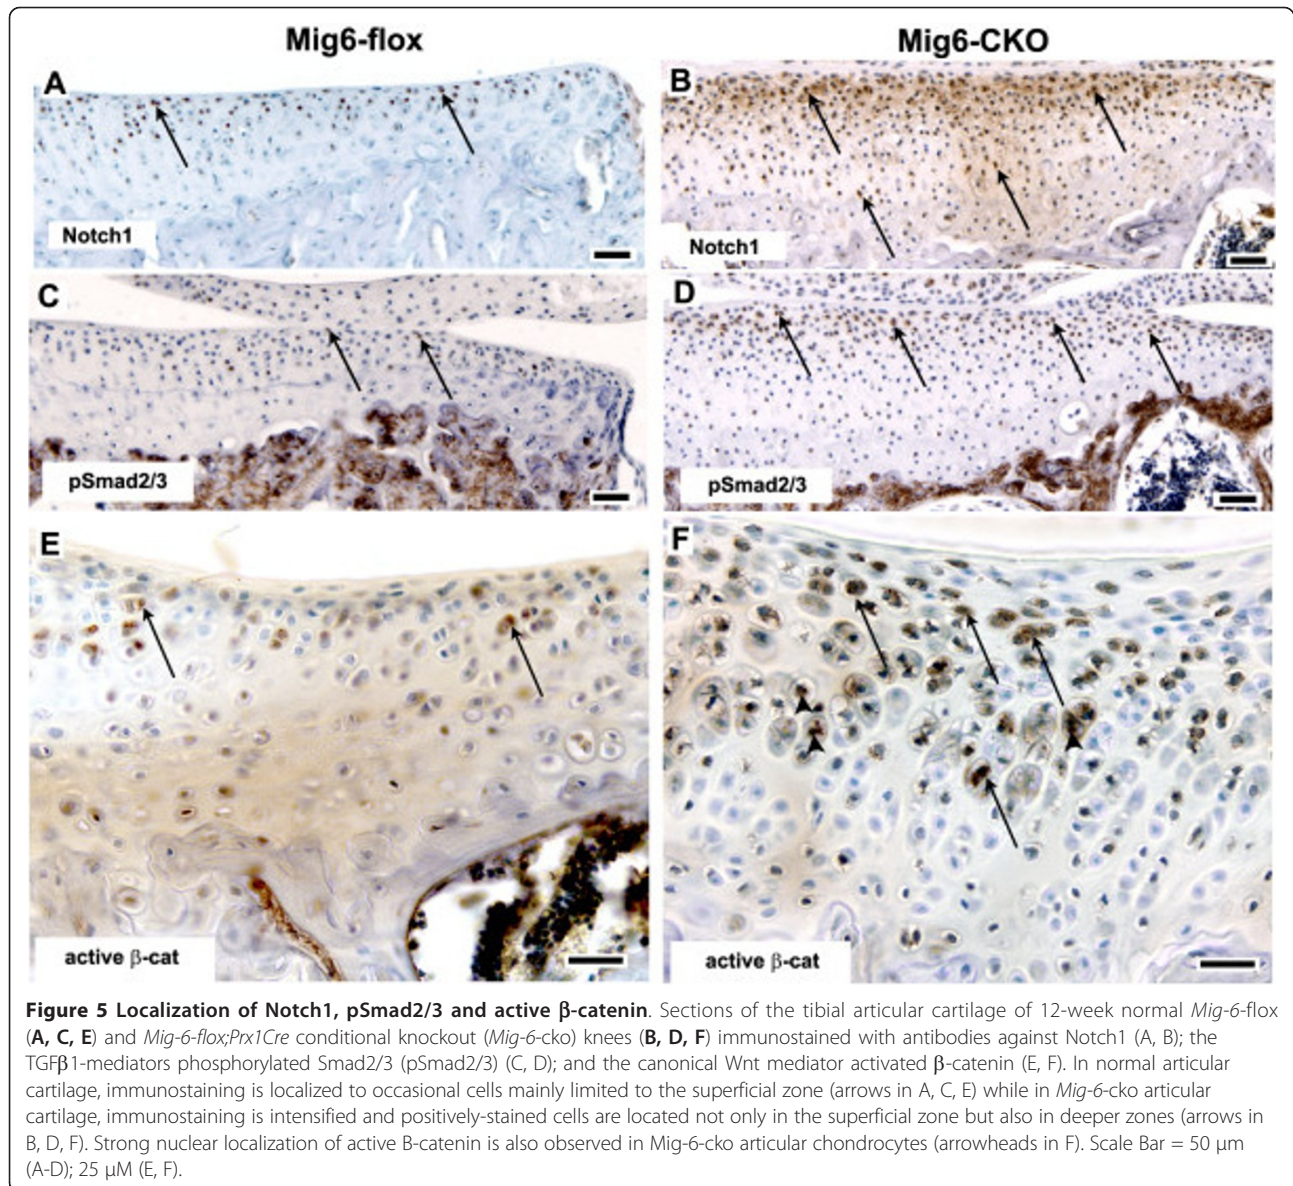 Mig6-flox
Mig6-CKO
A
Notch1
B
Notch1
C
pSmad2/3
D
pSmad2/3
E
active β-cat
F
active β-cat
Figure 5 Localization of Notch1, pSmad2/3 and active β-catenin. Sections of the tibial articular cartilage of 12-week normal Mig-6-flox
(A, C, E) and Mig-6-flox;Prx1Cre conditional knockout (Mig-6-cko) knees (B, D, F) immunostained with antibodies against Notch1 (A, B); the
TGFβ1-mediators phosphorylated Smad2/3 (pSmad2/3) (C, D); and the canonical Wnt mediator activated β-catenin (E, F). In normal articular
cartilage, immunostaining is localized to occasional cells mainly limited to the superficial zone (arrows in A, C, E) while in Mig-6-cko articular
cartilage, immunostaining is intensified and positively-stained cells are located not only in the superficial zone but also in deeper zones (arrows in
B, D, F). Strong nuclear localization of active B-catenin is also observed in Mig-6-cko articular chondrocytes (arrowheads in F). Scale Bar = 50 μm
(A-D); 25 μM (E, F).